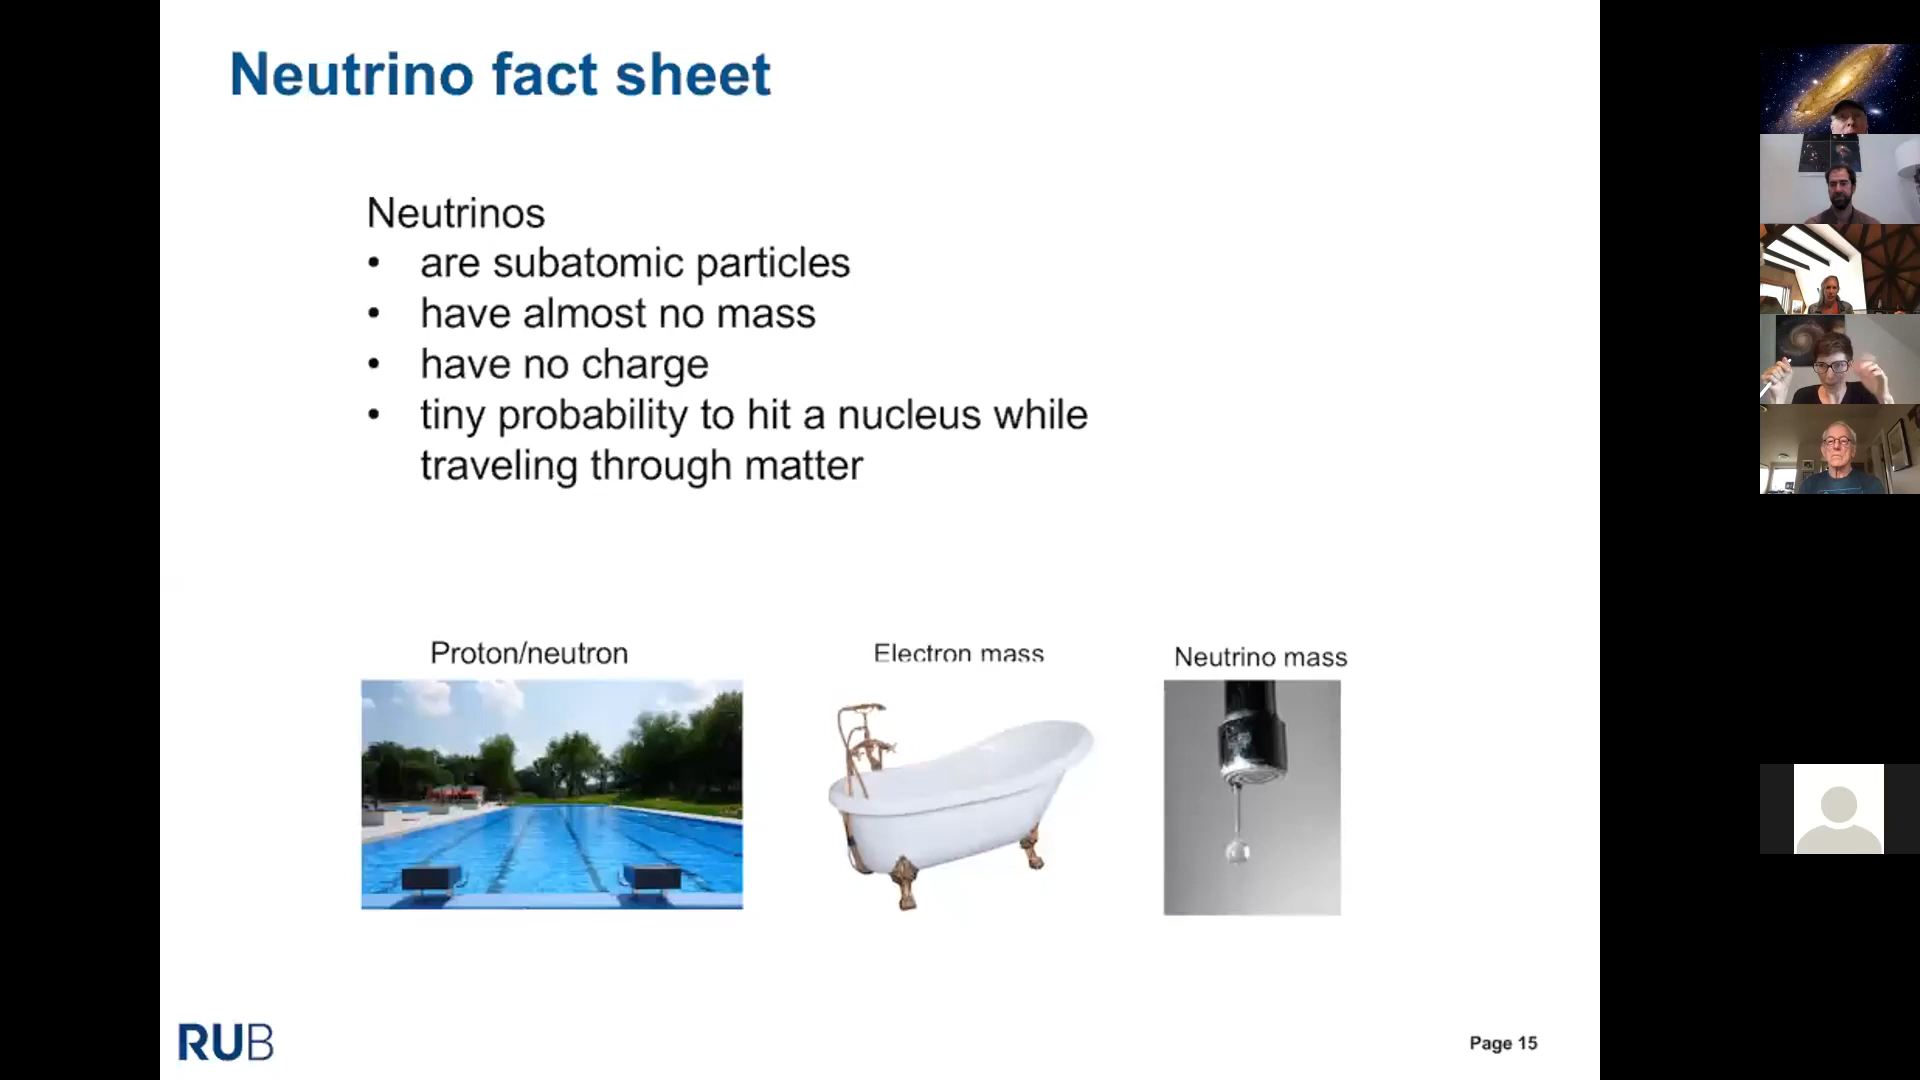 Neutrino fact sheet
Neutrinos
• are subatomic particles
• have almost no mass
• have no charge
• tiny probability to hit a nucleus while
traveling through matter
Proton/neutron
Electron mass
Neutrino mass
RUB
Page 15